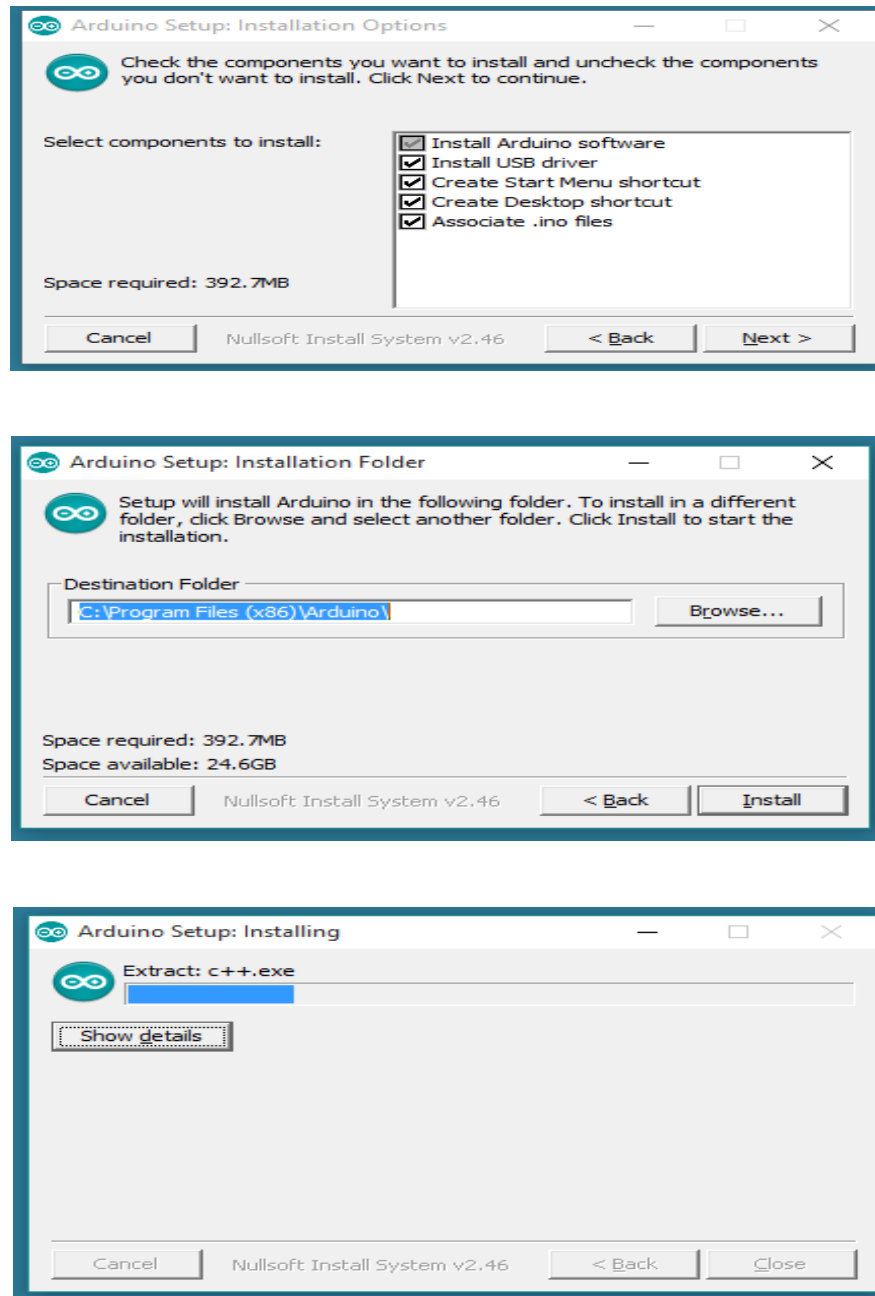 Arduino Setup: Installation Options
Check the components you want to install and uncheck the components
you don't want to install. Click Next to continue.
Select components to install:
Install Arduino software
Install USB driver
Create Start Menu shortcut
Create Desktop shortcut
Associate .ino files
Space required: 392.7MB
Cancel Nullsoft Install System v2.46 < Back Next >
Arduino Setup: Installation Folder
Setup will install Arduino in the following folder. To install in a different
folder, click Browse and select another folder. Click Install to start the
installation.
Destination Folder
C:\Program Files (x86)\Arduino\ Browse...
Space required: 392.7MB
Space available: 24.6GB
Cancel Nullsoft Install System v2.46 < Back Install
Arduino Setup: Installing
Extract: c++.exe
Show details
Cancel Nullsoft Install System v2.46 < Back Close